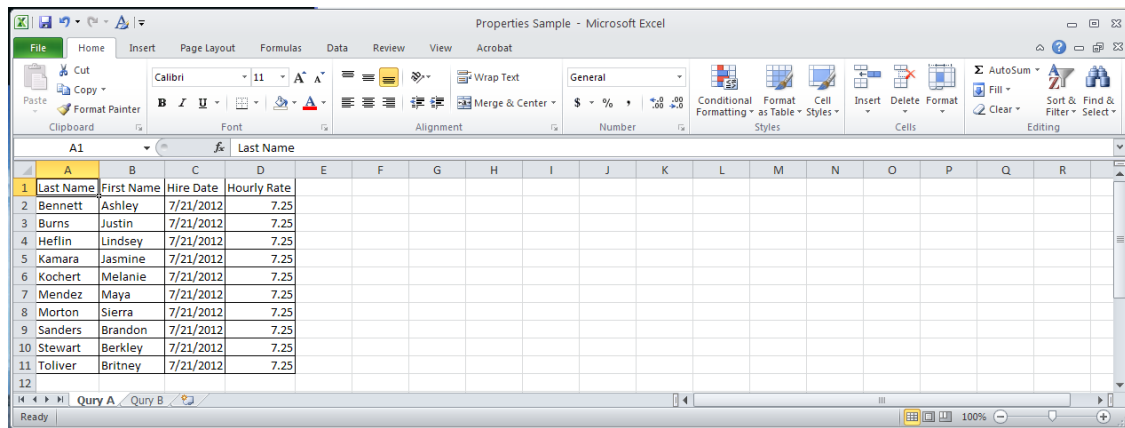 Properties Sample - Microsoft Excel
File Home Insert Page Layout Formulas Data Review View Acrobat
Paste
Cut
Copy
Format Painter
Clipboard
Calibri 11
B I U
Font
Wrap Text
Merge & Center
Alignment
General
$ % ,
Number
Conditional Formatting
Format as Table
Cell Styles
Styles
Insert Delete Format
Cells
Σ AutoSum
Fill
Clear
Sort & Filter
Find & Select
Editing
A1 fx Last Name
A B C D E F G H I J K L M N O P Q R
1 Last Name First Name Hire Date Hourly Rate
2 Bennett Ashley 7/21/2012 7.25
3 Burns Justin 7/21/2012 7.25
4 Heflin Lindsey 7/21/2012 7.25
5 Kamara Jasmine 7/21/2012 7.25
6 Kochert Melanie 7/21/2012 7.25
7 Mendez Maya 7/21/2012 7.25
8 Morton Sierra 7/21/2012 7.25
9 Sanders Brandon 7/21/2012 7.25
10 Stewart Berkley 7/21/2012 7.25
11 Toliver Britney 7/21/2012 7.25
12
Qury A Qury B
Ready 100%